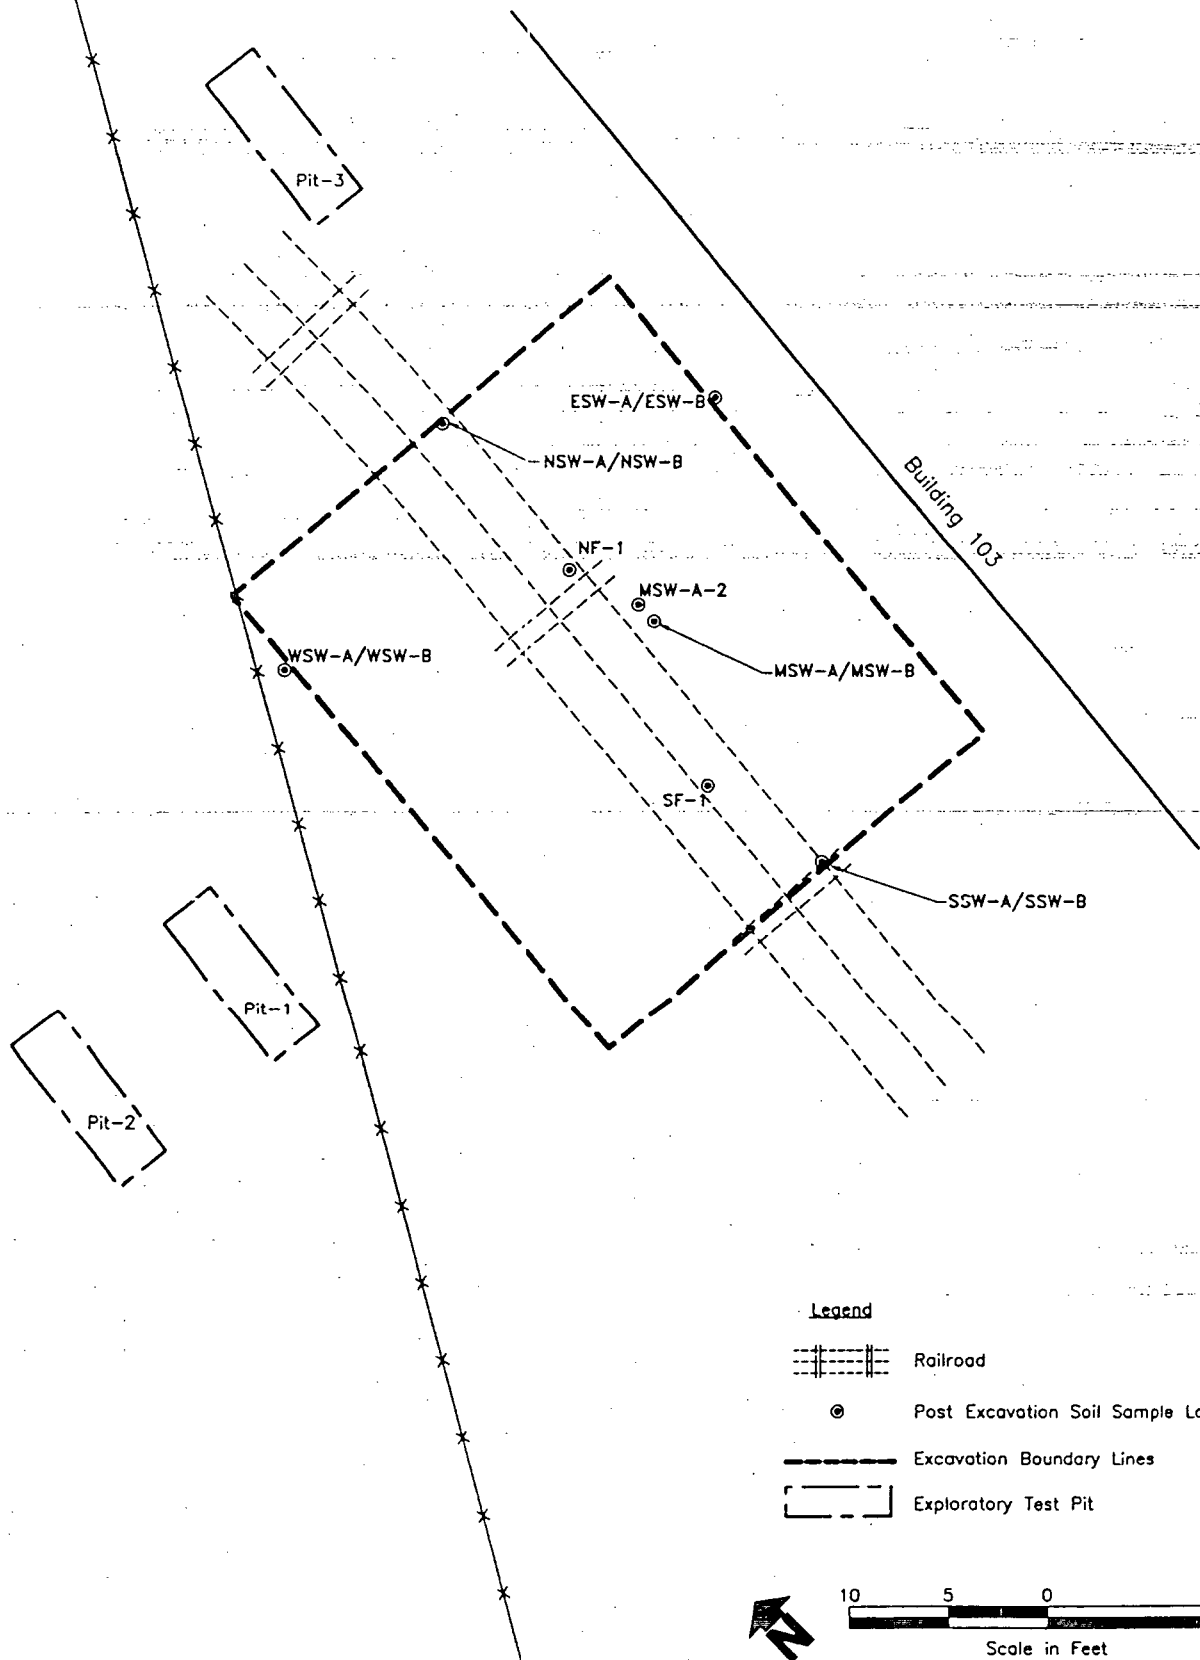 Pit-3
ESW-A/ESW-B
NSW-A/NSW-B
Building 103
NF-1
MSW-A-2
WSW-A/WSW-B
MSW-A/MSW-B
SF-1
SSW-A/SSW-B
Pit-1
Pit-2
Legend
Railroad
Post Excavation Soil Sample Lo
Excavation Boundary Lines
Exploratory Test Pit
N
10 5 0
Scale in Feet